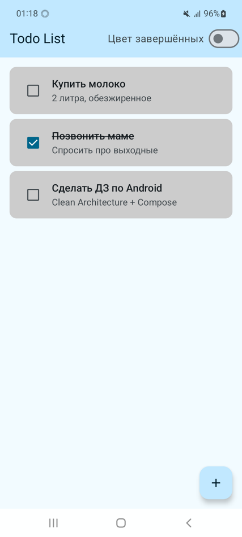 01:18 96%
Todo List Цвет завершённых
Купить молоко
2 литра, обезжиренное
Позвонить маме
Спросить про выходные
Сделать ДЗ по Android
Clean Architecture + Compose
+